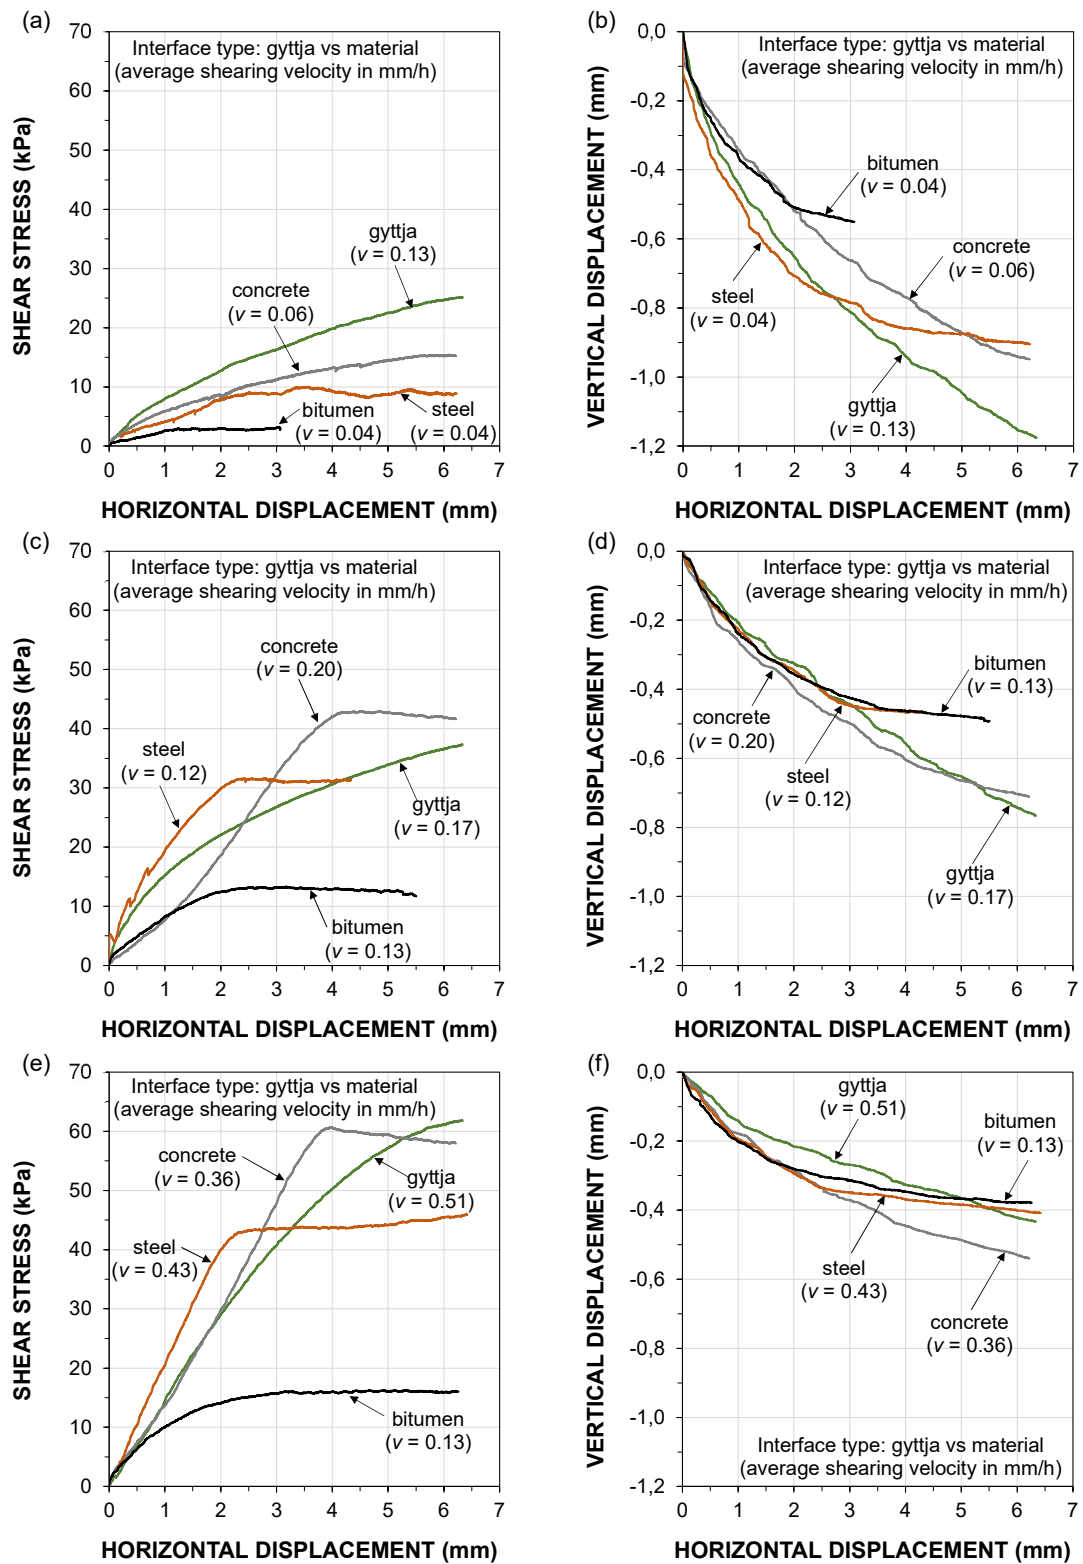 (a)
70
60
50
40
30
20
10
0
SHEAR STRESS (kPa)
Interface type: gyttja vs material
(average shearing velocity in mm/h)
gyttja
(v = 0.13)
concrete
(v = 0.06)
bitumen
(v = 0.04)
steel
(v = 0.04)
0 1 2 3 4 5 6 7
HORIZONTAL DISPLACEMENT (mm)
(b)
0,0
-0,2
-0,4
-0,6
-0,8
-1,0
-1,2
VERTICAL DISPLACEMENT (mm)
Interface type: gyttja vs material
(average shearing velocity in mm/h)
bitumen
(v = 0.04)
concrete
(v = 0.06)
steel
(v = 0.04)
gyttja
(v = 0.13)
0 1 2 3 4 5 6 7
HORIZONTAL DISPLACEMENT (mm)
(c)
70
60
50
40
30
20
10
0
SHEAR STRESS (kPa)
Interface type: gyttja vs material
(average shearing velocity in mm/h)
concrete
(v = 0.20)
steel
(v = 0.12)
gyttja
(v = 0.17)
bitumen
(v = 0.13)
0 1 2 3 4 5 6 7
HORIZONTAL DISPLACEMENT (mm)
(d)
0,0
-0,2
-0,4
-0,6
-0,8
-1,0
-1,2
VERTICAL DISPLACEMENT (mm)
Interface type: gyttja vs material
(average shearing velocity in mm/h)
bitumen
(v = 0.13)
concrete
(v = 0.20)
steel
(v = 0.12)
gyttja
(v = 0.17)
0 1 2 3 4 5 6 7
HORIZONTAL DISPLACEMENT (mm)
(e)
70
60
50
40
30
20
10
0
SHEAR STRESS (kPa)
Interface type: gyttja vs material
(average shearing velocity in mm/h)
concrete
(v = 0.36)
gyttja
(v = 0.51)
steel
(v = 0.43)
bitumen
(v = 0.13)
0 1 2 3 4 5 6 7
HORIZONTAL DISPLACEMENT (mm)
(f)
0,0
-0,2
-0,4
-0,6
-0,8
-1,0
-1,2
VERTICAL DISPLACEMENT (mm)
gyttja
(v = 0.51)
bitumen
(v = 0.13)
steel
(v = 0.43)
concrete
(v = 0.36)
Interface type: gyttja vs material
(average shearing velocity in mm/h)
0 1 2 3 4 5 6 7
HORIZONTAL DISPLACEMENT (mm)